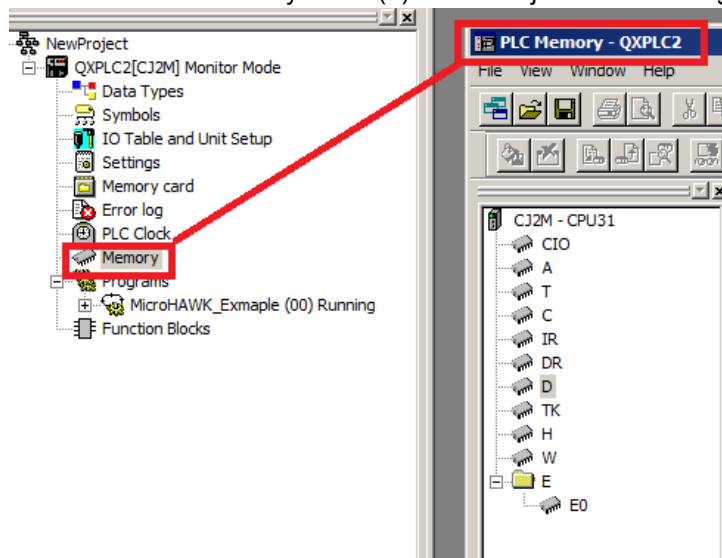 NewProject
QXPLC2[CJ2M] Monitor Mode
Data Types
Symbols
IO Table and Unit Setup
Settings
Memory card
Error log
PLC Clock
Memory
Programs
MicroHAWK_Exmaple (00) Running
Function Blocks
PLC Memory - QXPLC2
File View Window Help
CJ2M - CPU31
CIO
A
T
C
IR
DR
D
TK
H
W
E
E0